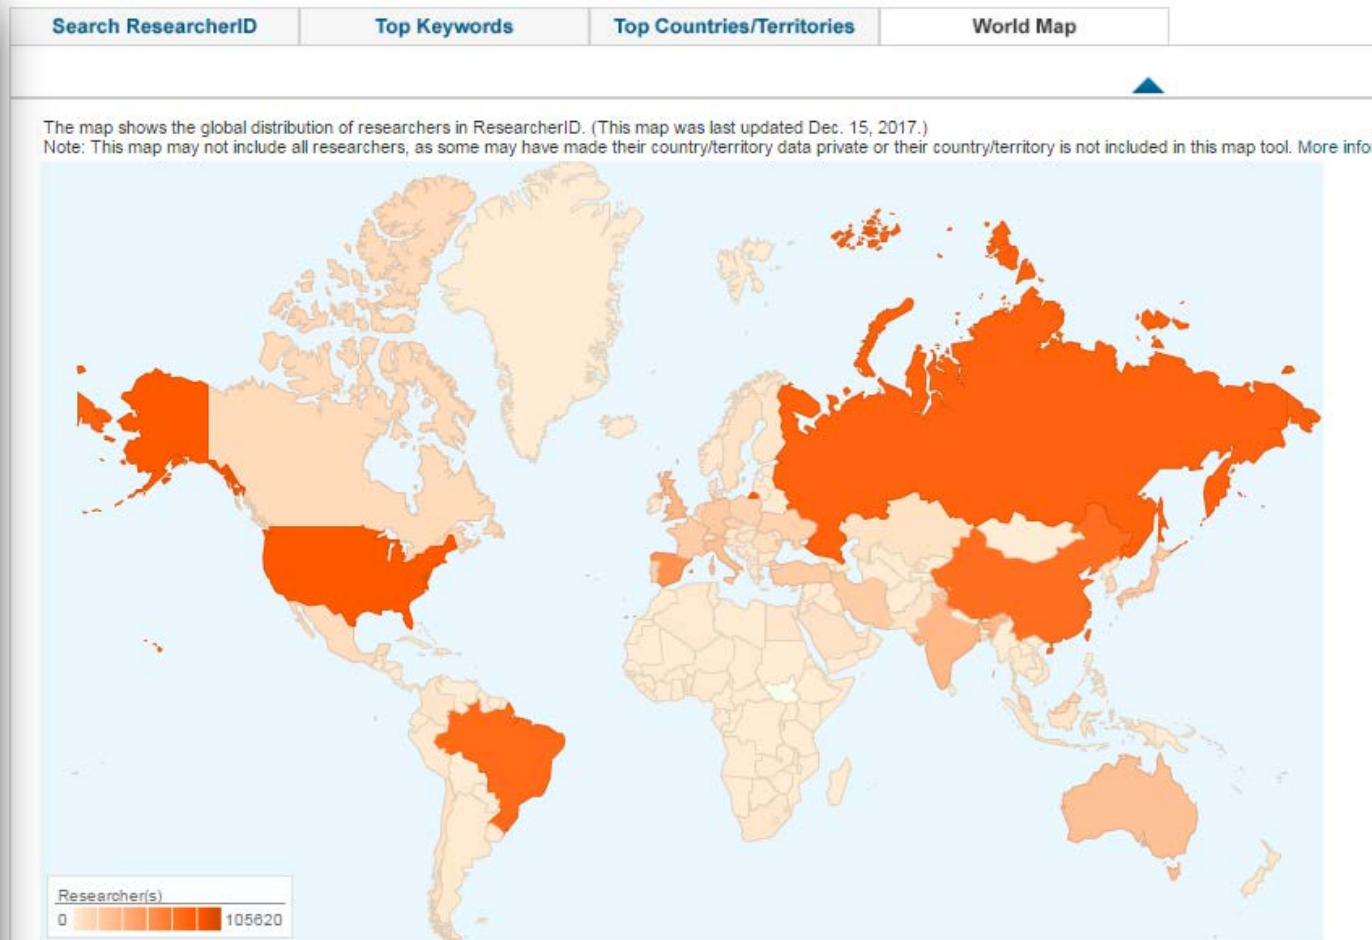 Search ResearcherID
Top Keywords
Top Countries/Territories
World Map
The map shows the global distribution of researchers in ResearcherID. (This map was last updated Dec. 15, 2017.)
Note: This map may not include all researchers, as some may have made their country/territory data private or their country/territory is not included in this map tool. More info
Researcher(s)
0
105620